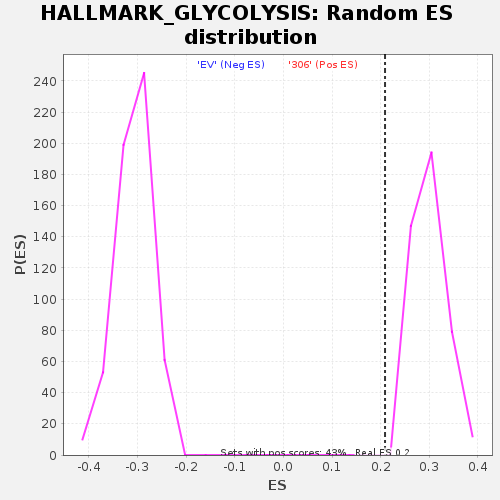 HALLMARK_GLYCOLYSIS: Random ES
distribution
'EV' (Neg ES) '306' (Pos ES)
P(ES)
240
220
200
180
160
140
120
100
80
60
40
20
0
Sets with pos scores: 43% Real ES 0.2
-0.4 -0.3 -0.2 -0.1 0.0 0.1 0.2 0.3 0.4
ES